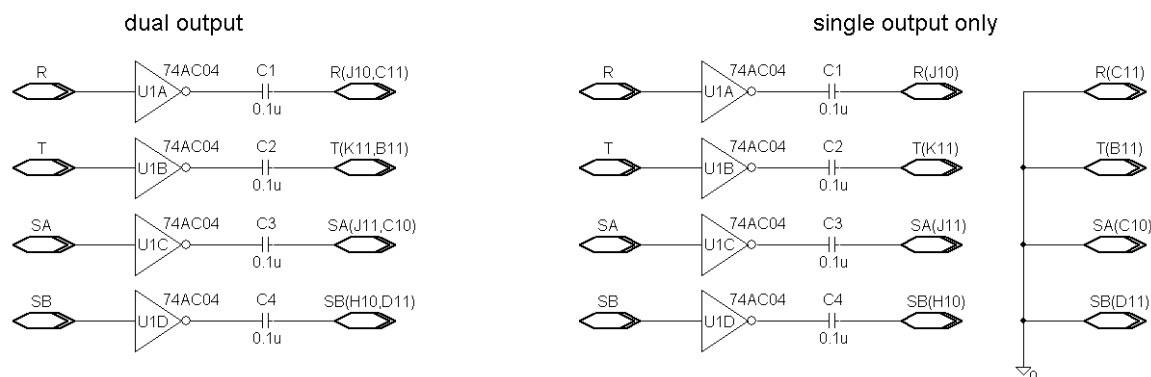 dual output
single output only
R 74AC04 C1 R(J10,C11)
U1A
0.1u
T 74AC04 C2 T(K11,B11)
U1B
0.1u
SA 74AC04 C3 SA(J11,C10)
U1C
0.1u
SB 74AC04 C4 SB(H10,D11)
U1D
0.1u
R 74AC04 C1 R(J10) R(C11)
U1A
0.1u
T 74AC04 C2 T(K11) T(B11)
U1B
0.1u
SA 74AC04 C3 SA(J11) SA(C10)
U1C
0.1u
SB 74AC04 C4 SB(H10) SB(D11)
U1D
0.1u
0